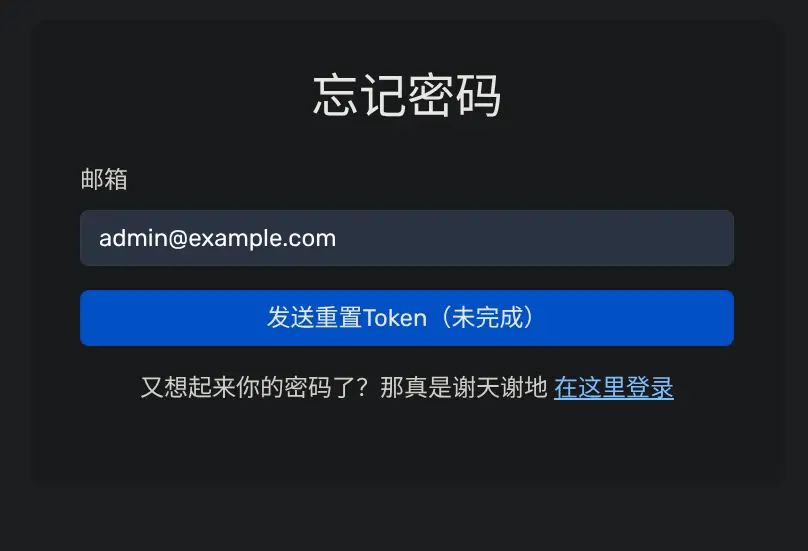 忘记密码
邮箱
admin@example.com
发送重置Token（未完成）
又想起来你的密码了？那真是谢天谢地 在这里登录